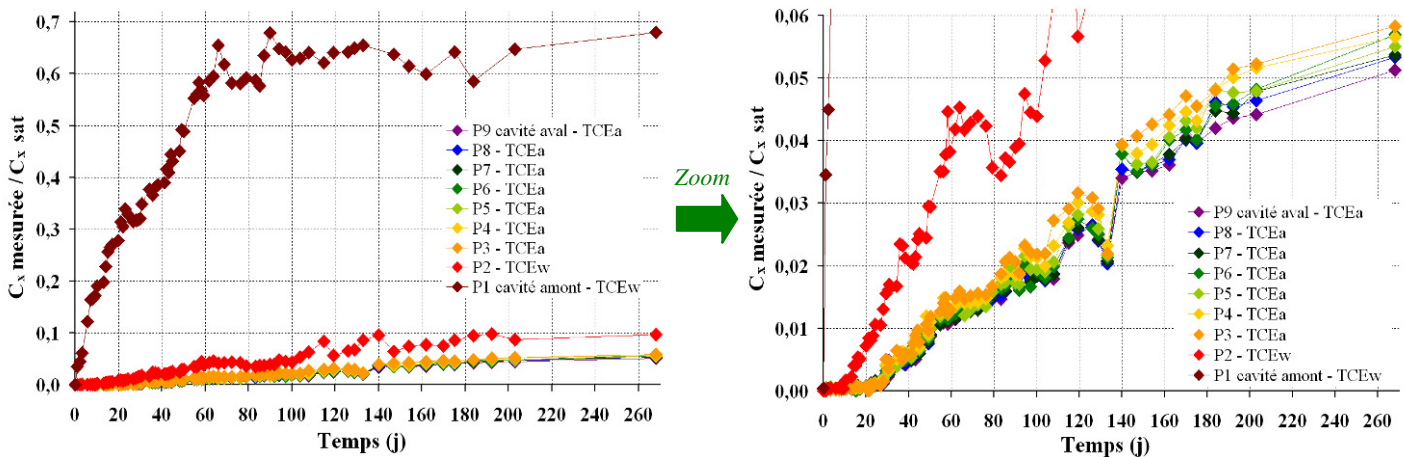 C_x mesurée / C_x sat
0,7
0,6
0,5
0,4
0,3
0,2
0,1
0,0
0 20 40 60 80 100 120 140 160 180 200 220 240 260
Temps (j)
P9 cavité aval - TCEa
P8 - TCEa
P7 - TCEa
P6 - TCEa
P5 - TCEa
P4 - TCEa
P3 - TCEa
P2 - TCEw
P1 cavité amont - TCEw
Zoom
C_x mesurée / C_x sat
0,06
0,05
0,04
0,03
0,02
0,01
0,00
0 20 40 60 80 100 120 140 160 180 200 220 240 260
Temps (j)
P9 cavité aval - TCEa
P8 - TCEa
P7 - TCEa
P6 - TCEa
P5 - TCEa
P4 - TCEa
P3 - TCEa
P2 - TCEw
P1 cavité amont - TCEw